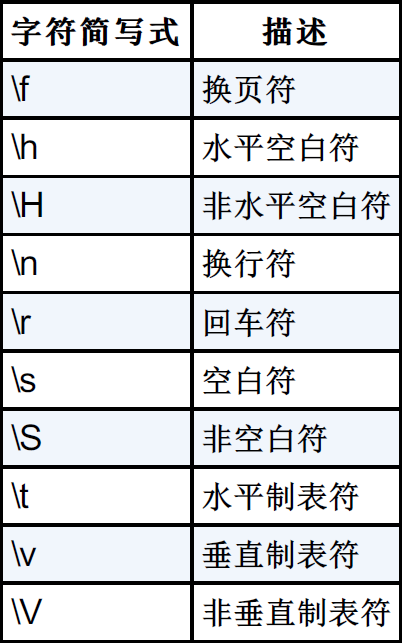 字符简写式 描述
\f 换页符
\h 水平空白符
\H 非水平空白符
\n 换行符
\r 回车符
\s 空白符
\S 非空白符
\t 水平制表符
\v 垂直制表符
\V 非垂直制表符